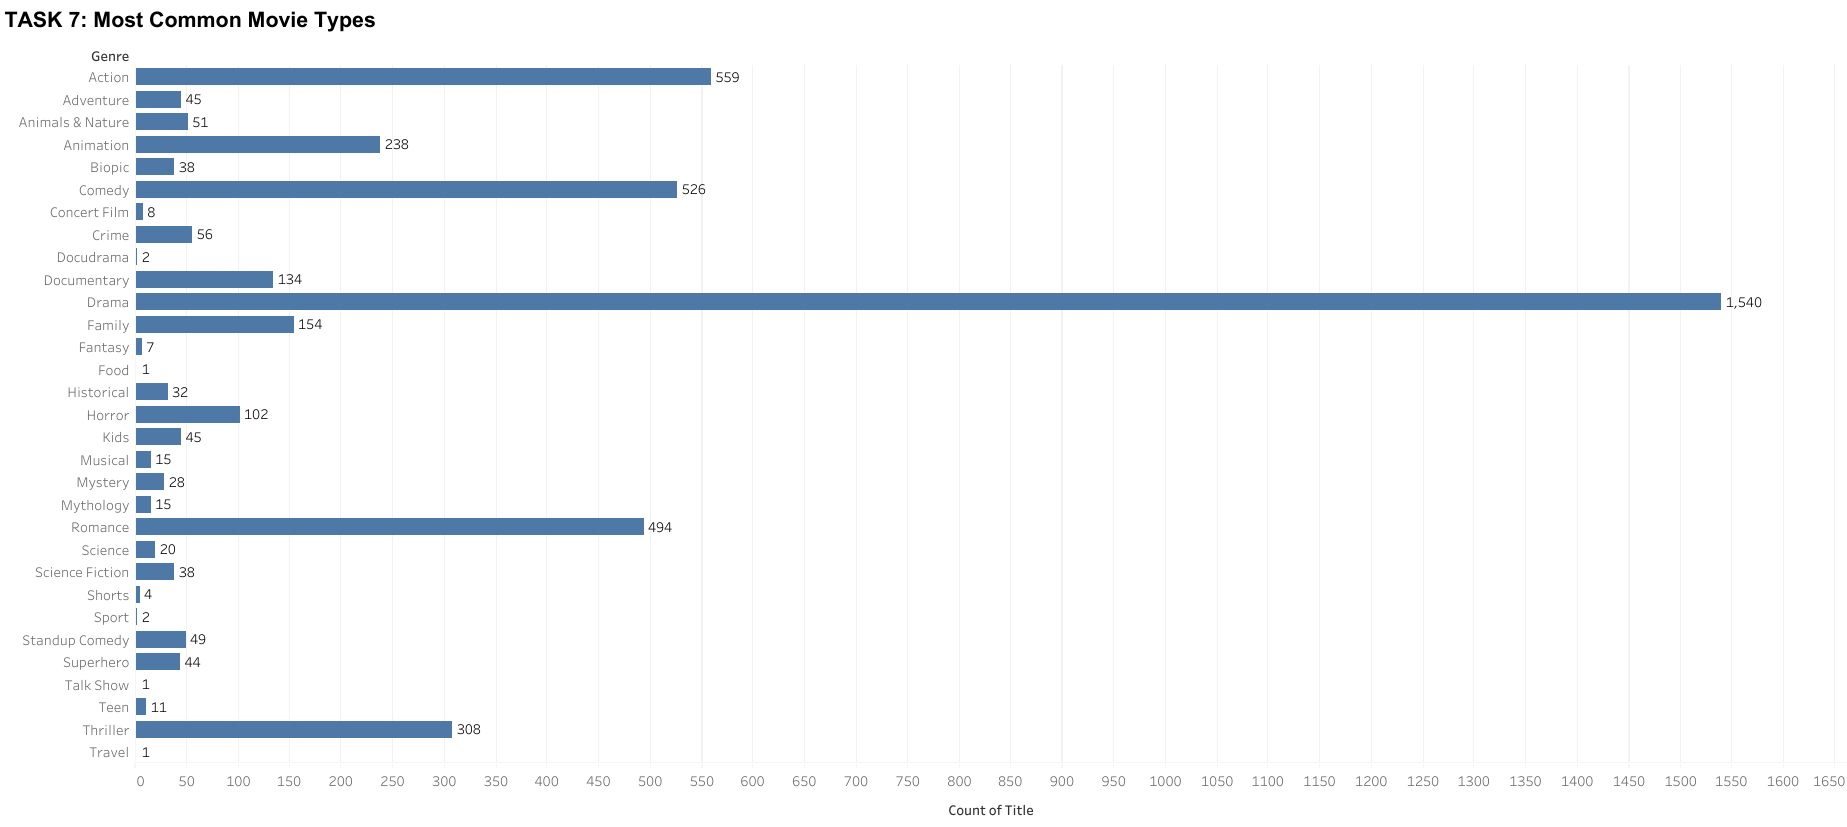 TASK 7: Most Common Movie Types
Genre
Action 559
Adventure 45
Animals & Nature 51
Animation 238
Biopic 38
Comedy 526
Concert Film 8
Crime 56
Docudrama 2
Documentary 134
Drama 1,540
Family 154
Fantasy 7
Food 1
Historical 32
Horror 102
Kids 45
Musical 15
Mystery 28
Mythology 15
Romance 494
Science 20
Science Fiction 38
Shorts 4
Sport 2
Standup Comedy 49
Superhero 44
Talk Show 1
Teen 11
Thriller 308
Travel 1
0 50 100 150 200 250 300 350 400 450 500 550 600 650 700 750 800 850 900 950 1000 1050 1100 1150 1200 1250 1300 1350 1400 1450 1500 1550 1600 1650
Count of Title